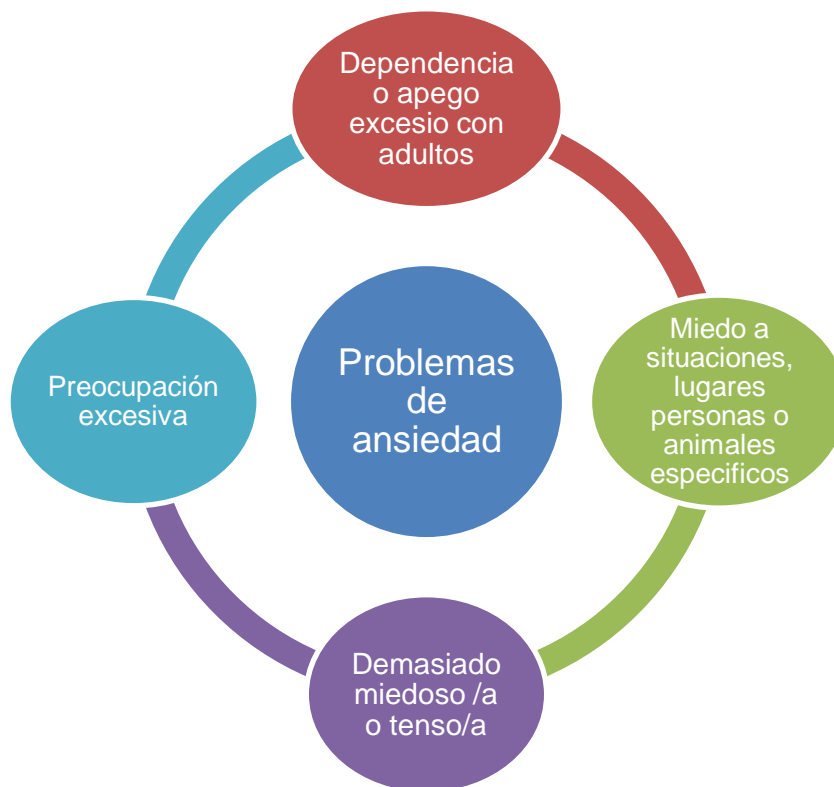 Dependencia
o apego
excesio con
adultos
Miedo a
situaciones,
lugares
personas o
animales
especificos
Problemas
de
ansiedad
Preocupación
excesiva
Demasiado
miedoso /a
o tenso/a